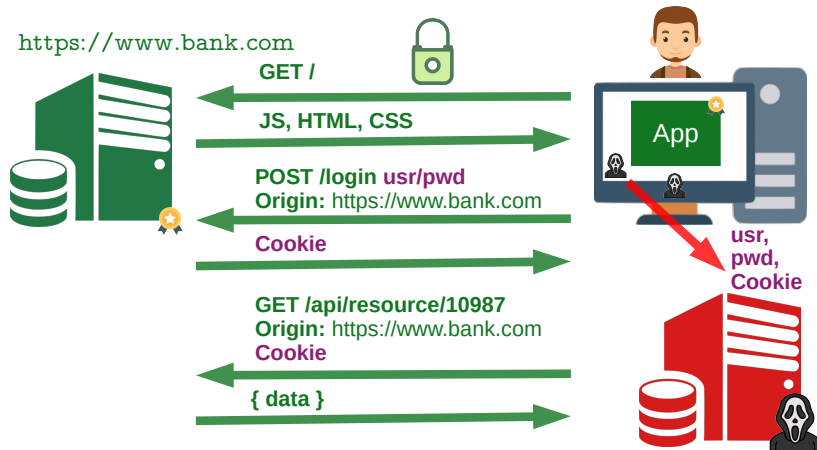 https://www.bank.com
GET /
JS, HTML, CSS
App
POST /login usr/pwd
Origin: https://www.bank.com
Cookie
usr,
pwd,
Cookie
GET /api/resource/10987
Origin: https://www.bank.com
Cookie
{ data }